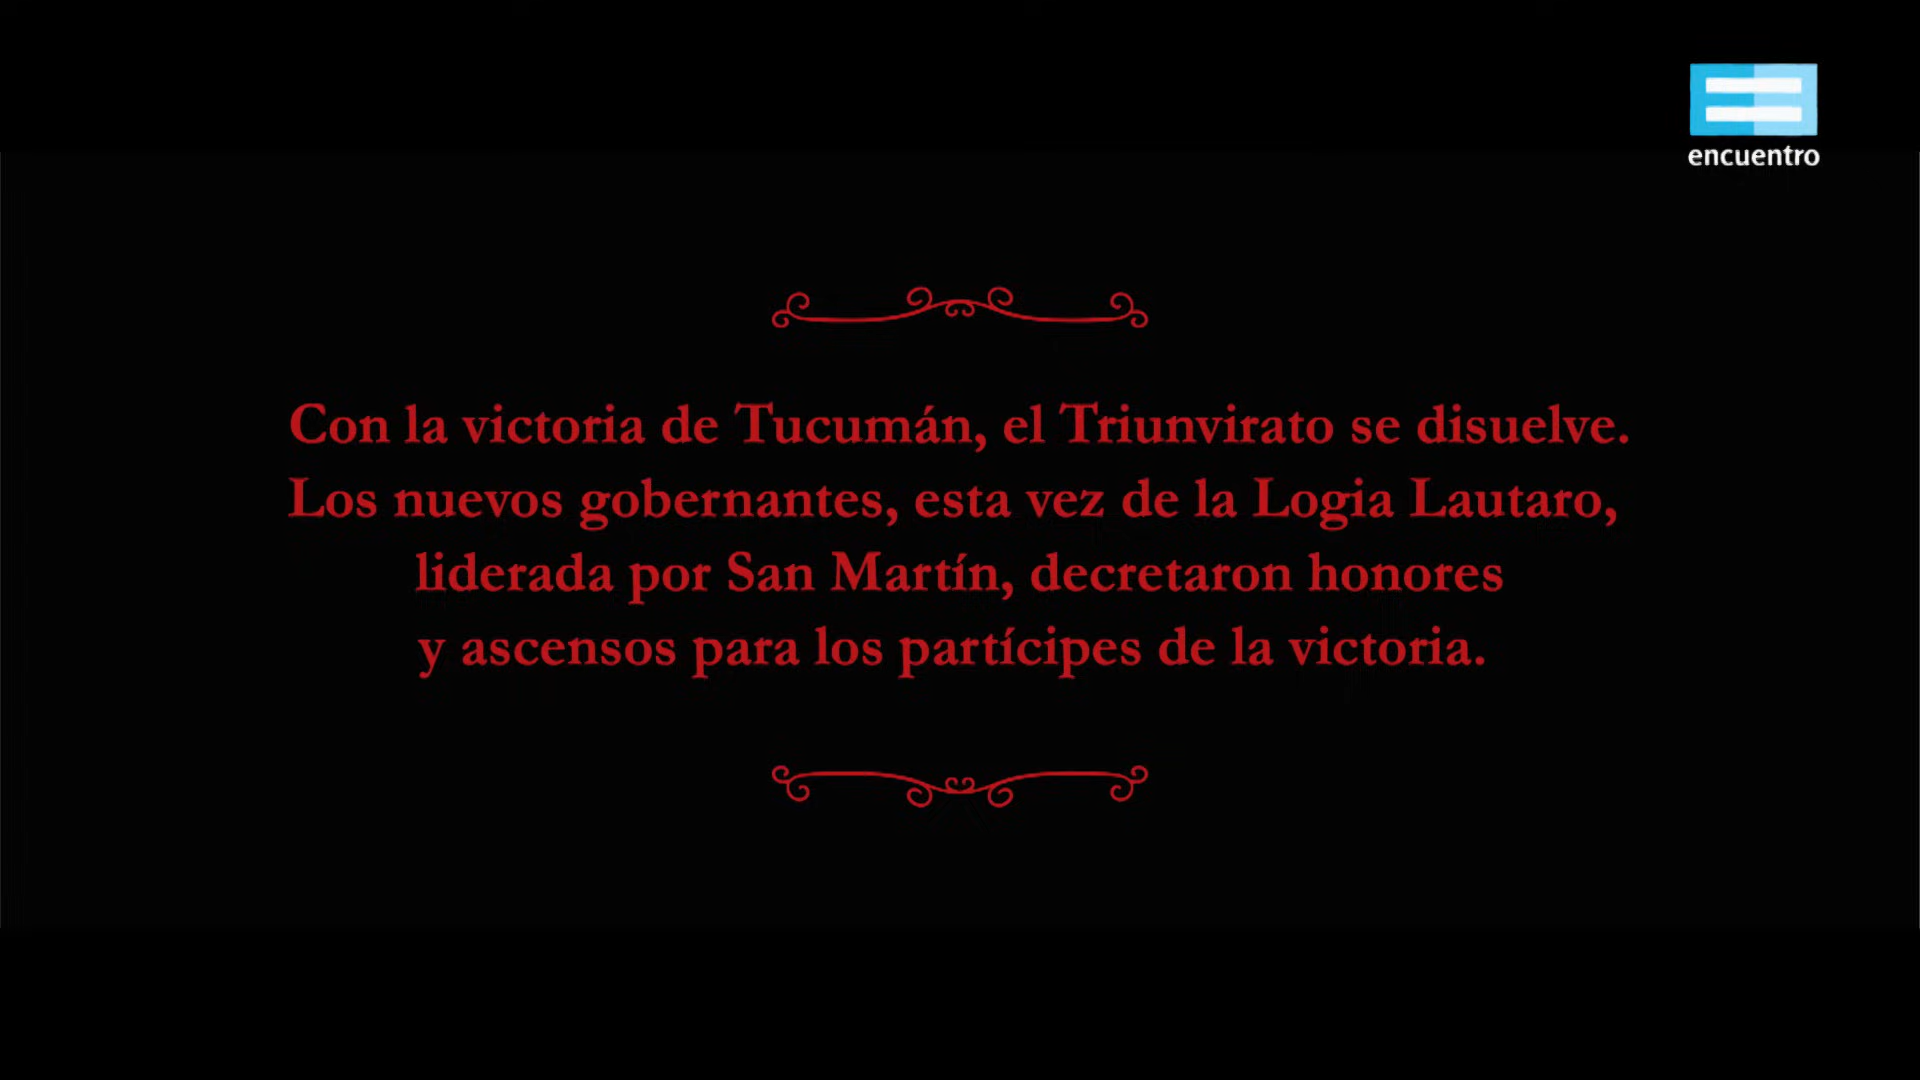 encuentro
Con la victoria de Tucumán, el Triunvirato se disuelve.
Los nuevos gobernantes, esta vez de la Logia Lautaro,
liderada por San Martín, decretaron honores
y ascensos para los partícipes de la victoria.